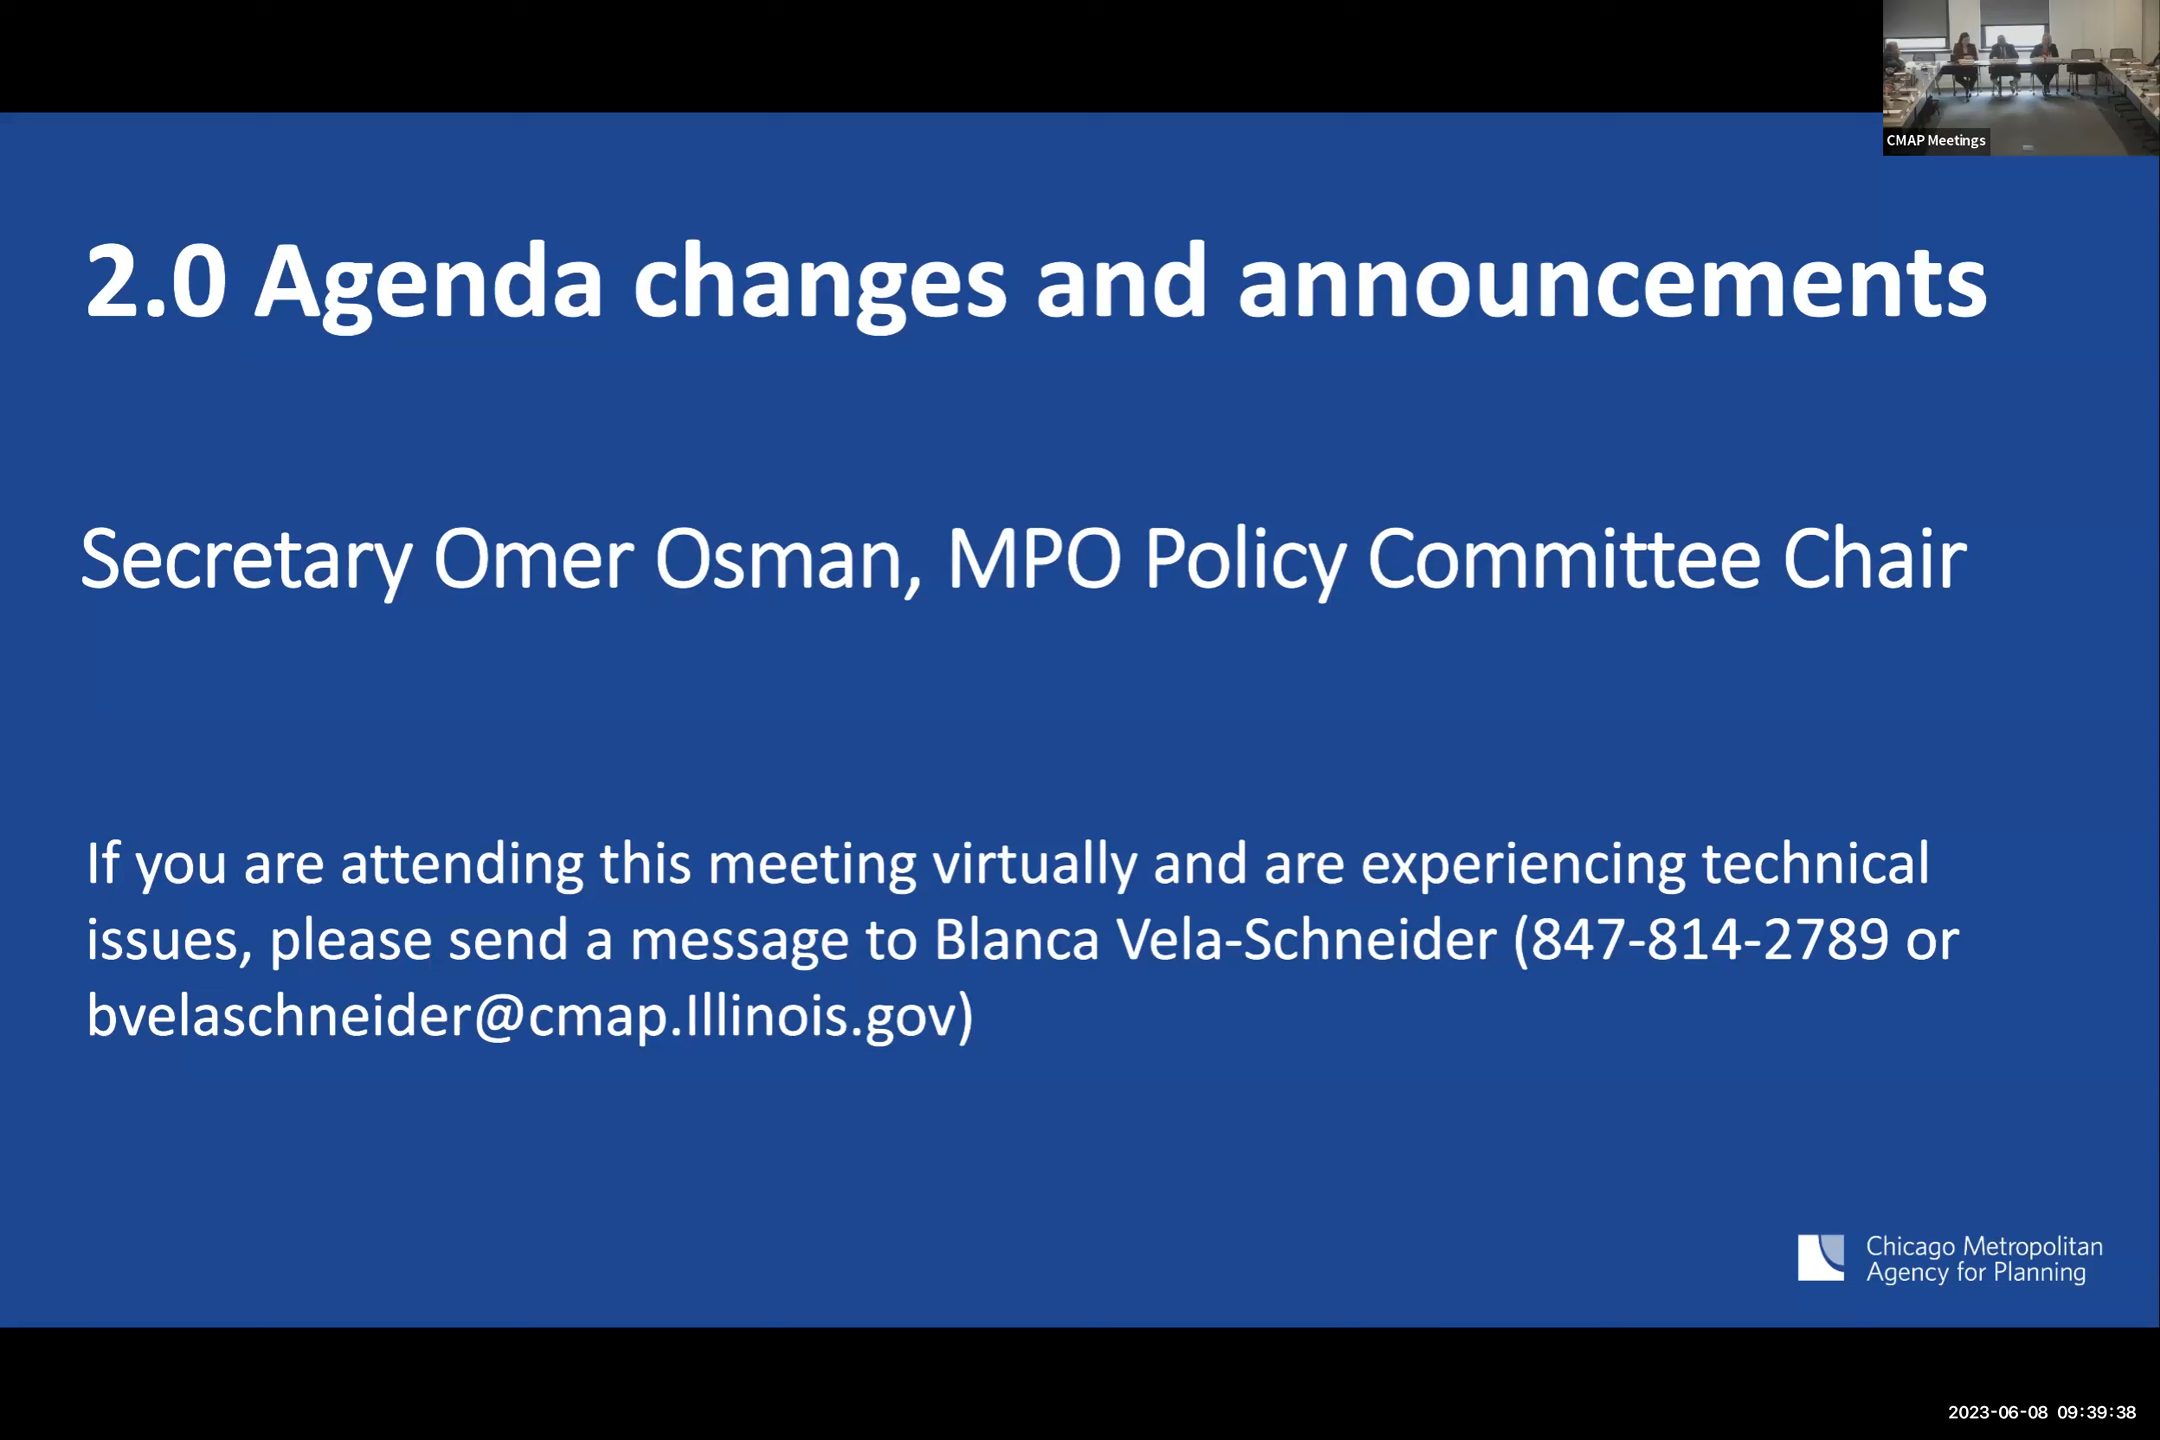 CMAP Meetings
2.0 Agenda changes and announcements
Secretary Omer Osman, MPO Policy Committee Chair
If you are attending this meeting virtually and are experiencing technical
issues, please send a message to Blanca Vela-Schneider (847-814-2789 or
bvelaschneider@cmap.Illinois.gov)
Chicago Metropolitan
Agency for Planning
2023-06-08 09:39:38